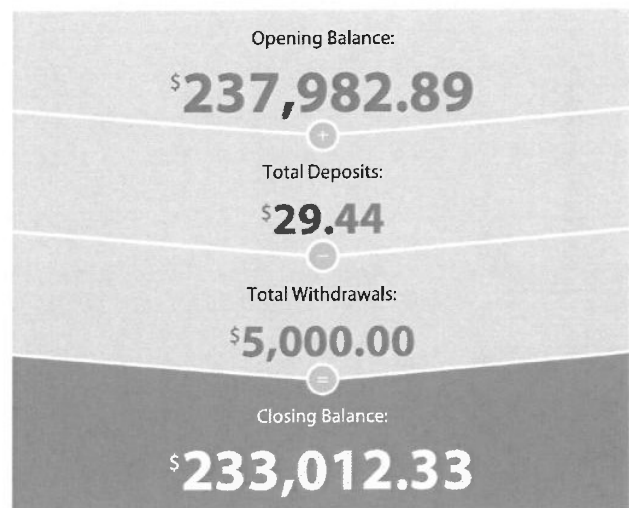 Opening Balance:
$237,982.89
+
Total Deposits:
$29.44
−
Total Withdrawals:
$5,000.00
=
Closing Balance:
$233,012.33